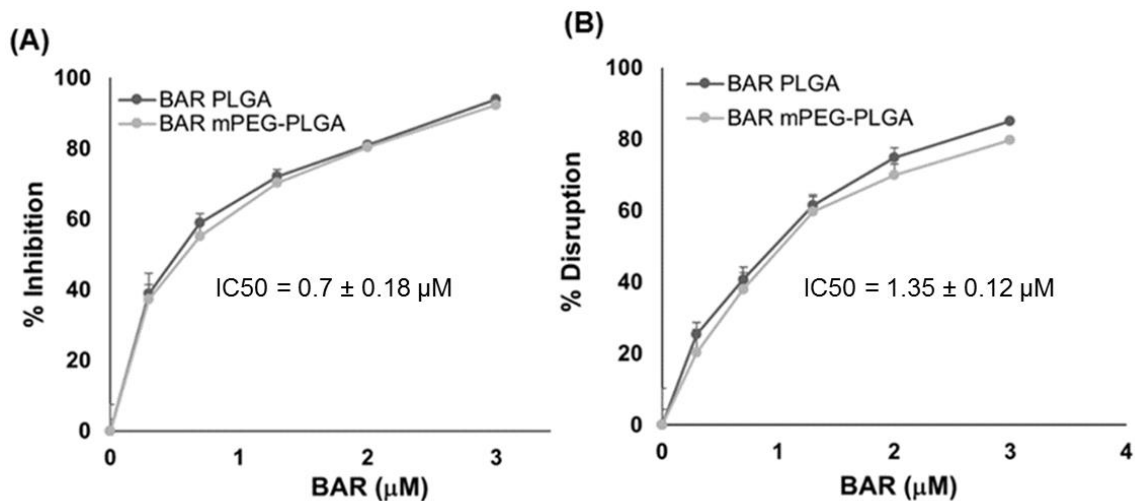 (A)
100
80
60
40
20
0
% Inhibition
BAR PLGA
BAR mPEG-PLGA
IC50 = 0.7 ± 0.18 µM
0 1 2 3
BAR (µM)
(B)
100
80
60
40
20
0
% Disruption
BAR PLGA
BAR mPEG-PLGA
IC50 = 1.35 ± 0.12 µM
0 1 2 3 4
BAR (µM)